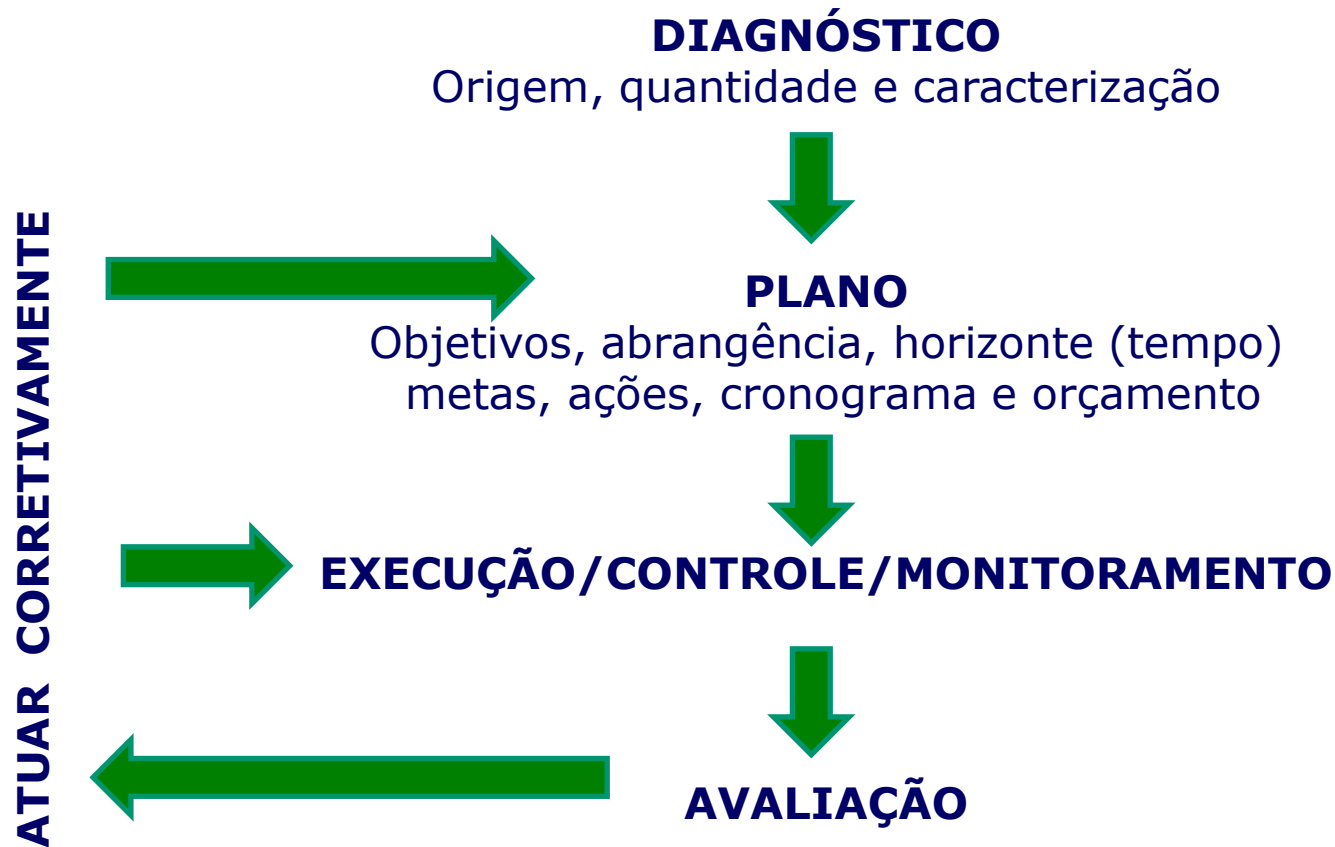 DIAGNÓSTICO
Origem, quantidade e caracterização
ATUAR CORRETIVAMENTE
PLANO
Objetivos, abrangência, horizonte (tempo)
metas, ações, cronograma e orçamento
EXECUÇÃO/CONTROLE/MONITORAMENTO
AVALIAÇÃO